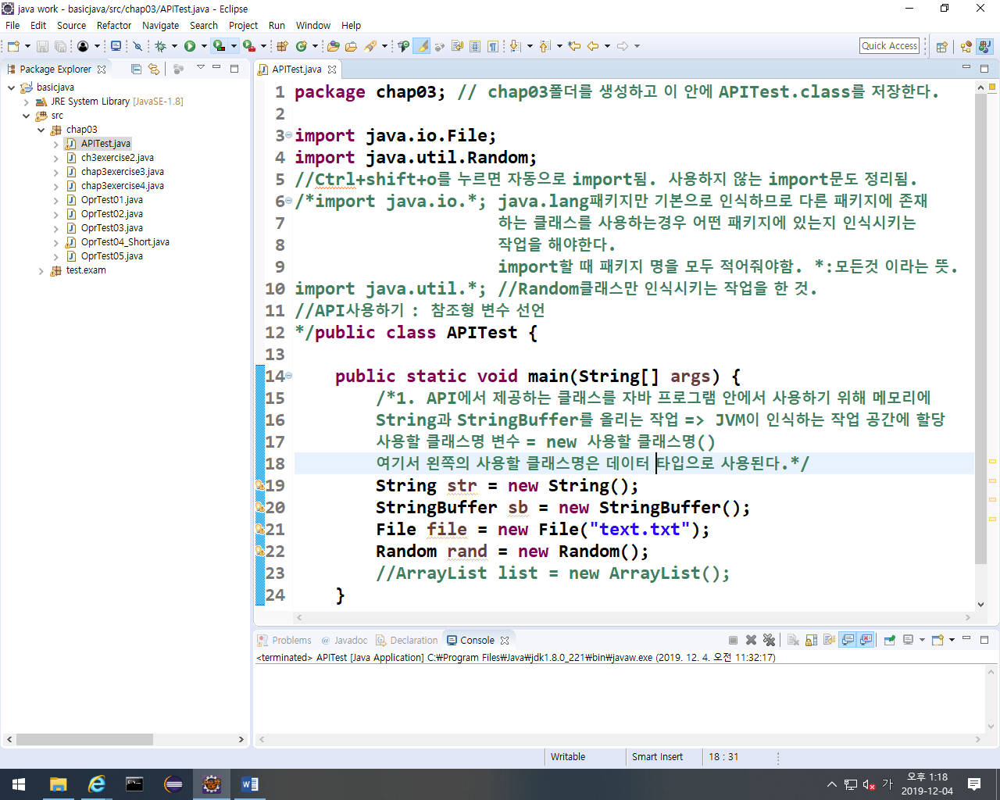 java work - basicjava/src/chap03/APITest.java - Eclipse
File Edit Source Refactor Navigate Search Project Run Window Help
Quick Access
Package Explorer
basicjava
JRE System Library [JavaSE-1.8]
src
chap03
APITest.java
ch3exercise2.java
chap3exercise3.java
chap3exercise4.java
OprTest01.java
OprTest02.java
OprTest03.java
OprTest04_Short.java
OprTest05.java
test.exam
APITest.java
1 package chap03; // chap03폴더를 생성하고 이 안에 APITest.class를 저장한다.
2
3 import java.io.File;
4 import java.util.Random;
5 //Ctrl+shift+o를 누르면 자동으로 import됨. 사용하지 않는 import문도 정리됨.
6 /*import java.io.*; java.lang패키지만 기본으로 인식하므로 다른 패키지에 존재
7 하는 클래스를 사용하는경우 어떤 패키지에 있는지 인식시키는
8 작업을 해야한다.
9 import할 때 패키지 명을 모두 적어줘야함. *:모든것 이라는 뜻.
10 import java.util.*; //Random클래스만 인식시키는 작업을 한 것.
11 //API사용하기 : 참조형 변수 선언
12 */public class APITest {
13
14 public static void main(String[] args) {
15 /*1. API에서 제공하는 클래스를 자바 프로그램 안에서 사용하기 위해 메모리에
16 String과 StringBuffer를 올리는 작업 => JVM이 인식하는 작업 공간에 할당
17 사용할 클래스명 변수 = new 사용할 클래스명()
18 여기서 왼쪽의 사용할 클래스명은 데이터 타입으로 사용된다.*/
19 String str = new String();
20 StringBuffer sb = new StringBuffer();
21 File file = new File("text.txt");
22 Random rand = new Random();
23 //ArrayList list = new ArrayList();
24 }
Problems Javadoc Declaration Console
<terminated> APITest [Java Application] C:₩Program Files₩Java₩jdk1.8.0_221₩bin₩javaw.exe (2019. 12. 4. 오전 11:32:17)
Writable Smart Insert 18 : 31
가
오후 1:18
2019-12-04